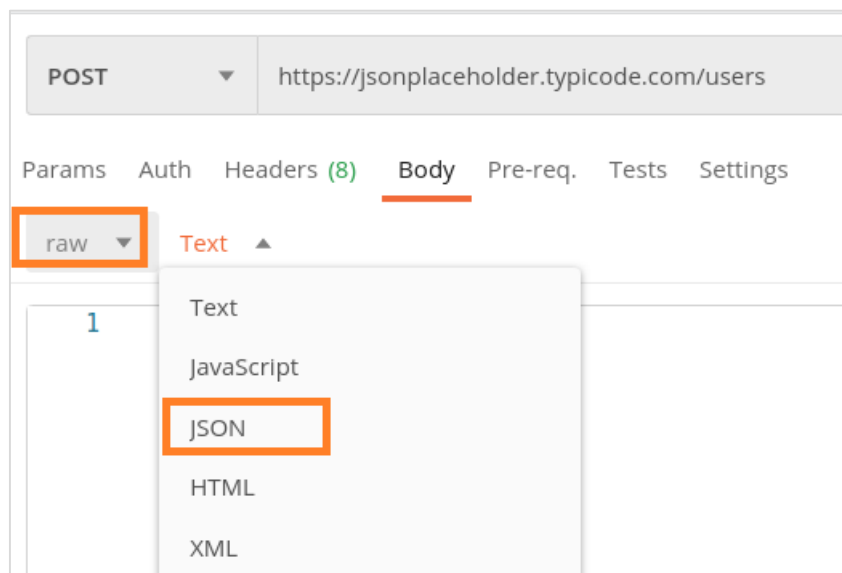 POST https://jsonplaceholder.typicode.com/users
Params Auth Headers (8) Body Pre-req. Tests Settings
raw Text
1
Text
JavaScript
JSON
HTML
XML